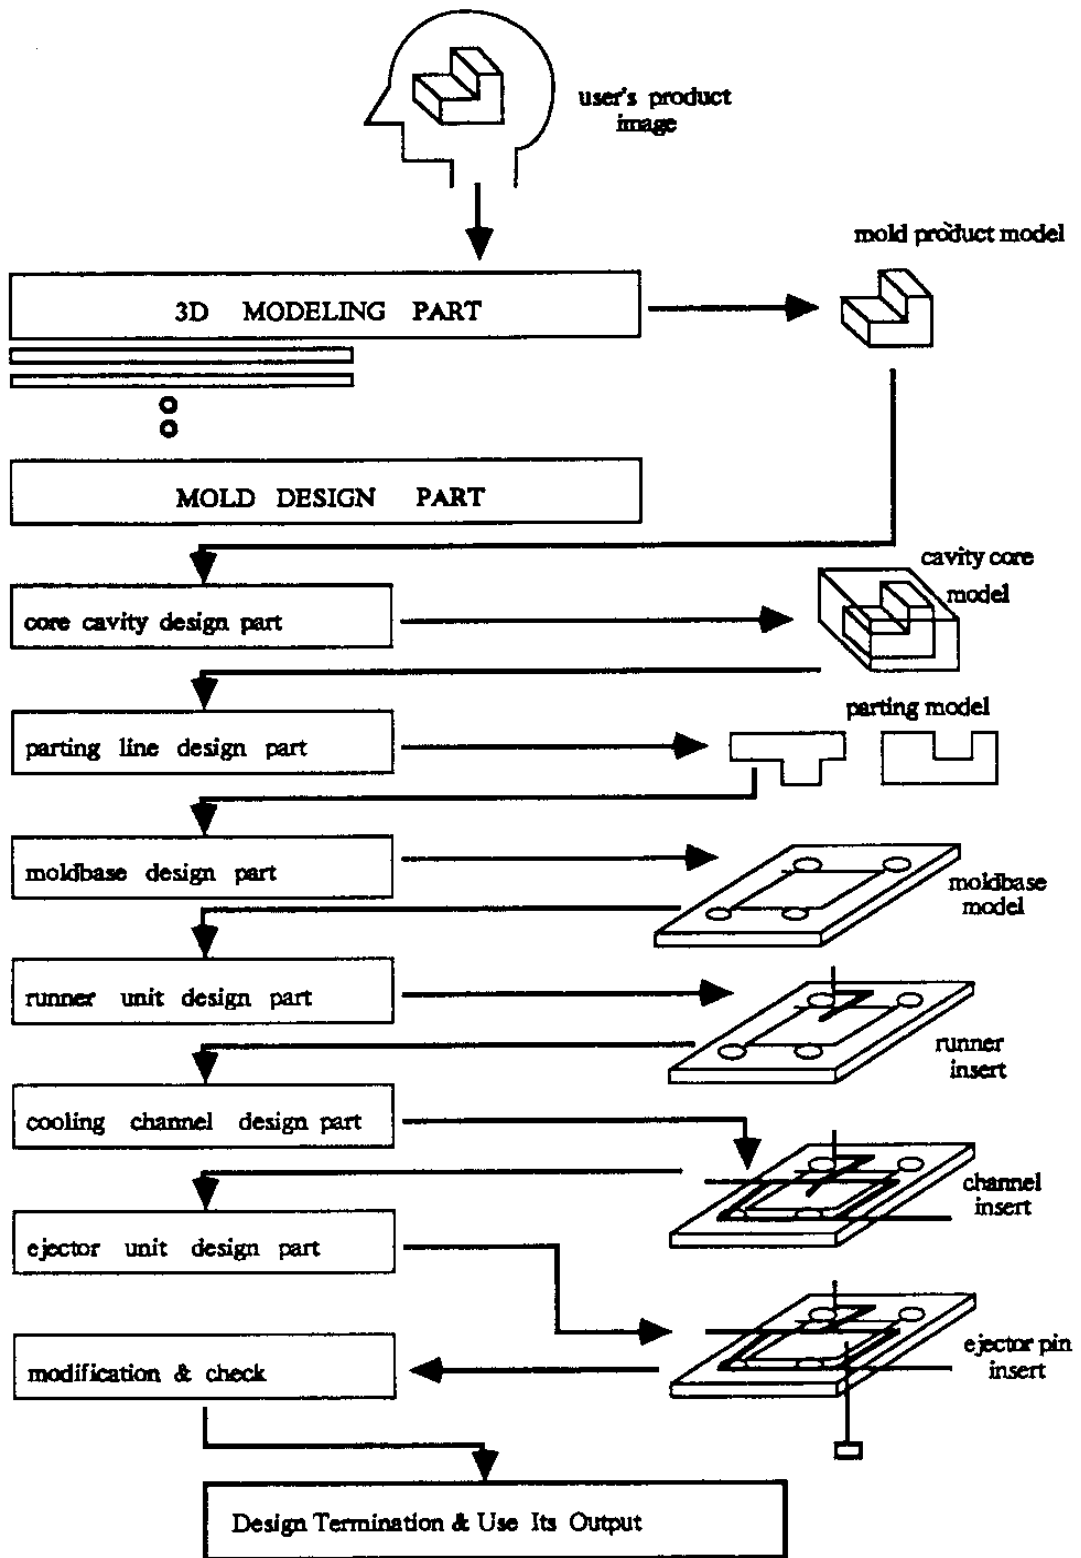 user's product
image
mold product model
3D MODELING PART
MOLD DESIGN PART
cavity core
model
core cavity design part
parting model
parting line design part
moldbase design part
moldbase
model
runner unit design part
runner
insert
cooling channel design part
channel
insert
ejector unit design part
ejector pin
insert
modification & check
Design Termination & Use Its Output